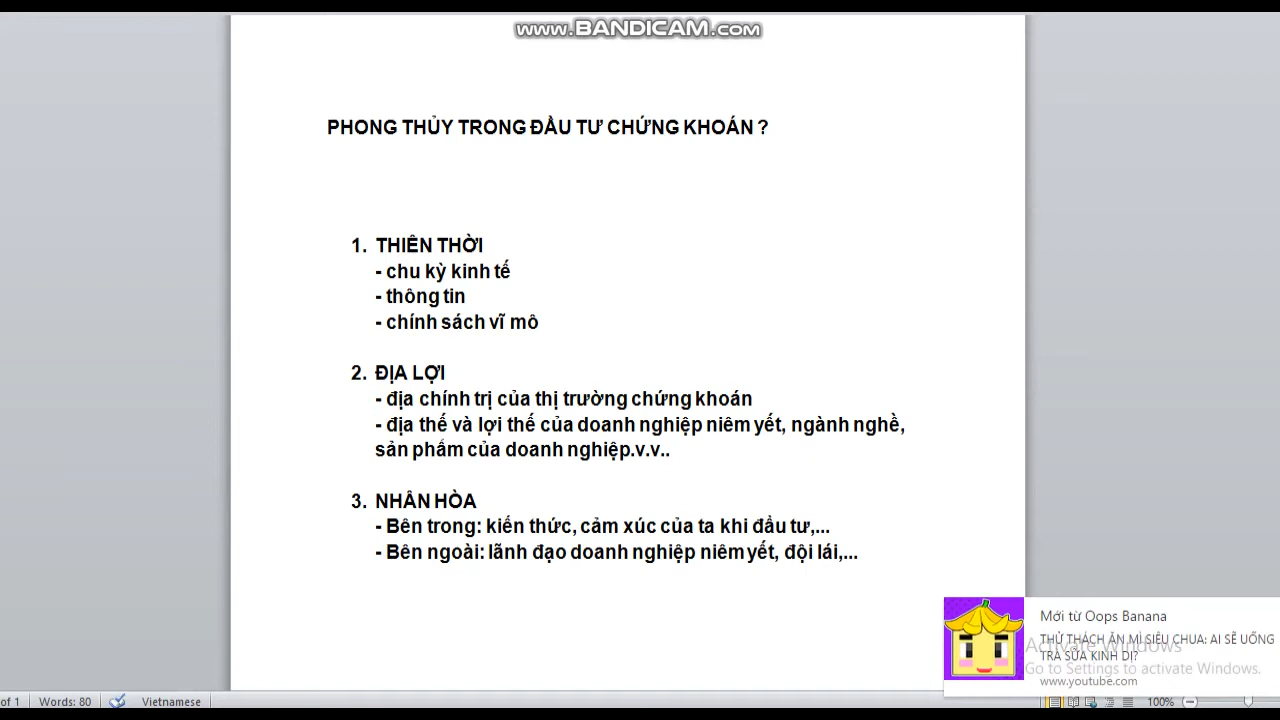 www.BANDICAM.com
PHONG THỦY TRONG ĐẦU TƯ CHỨNG KHOÁN ?
1. THIÊN THỜI
- chu kỳ kinh tế
- thông tin
- chính sách vĩ mô
2. ĐỊA LỢI
- địa chính trị của thị trường chứng khoán
- địa thế và lợi thế của doanh nghiệp niêm yết, ngành nghề,
sản phẩm của doanh nghiệp.v.v..
3. NHÂN HÒA
- Bên trong: kiến thức, cảm xúc của ta khi đầu tư,...
- Bên ngoài: lãnh đạo doanh nghiệp niêm yết, đội lái,...
Mới từ Oops Banana
THỬ THÁCH ĂN MÌ SIÊU CHUA: AI SẼ UỐNG
Activate Windows
TRÀ SỮA KINH DỊ?
Go to Settings to activate Windows.
www.youtube.com
of 1
Words: 80
Vietnamese
100%